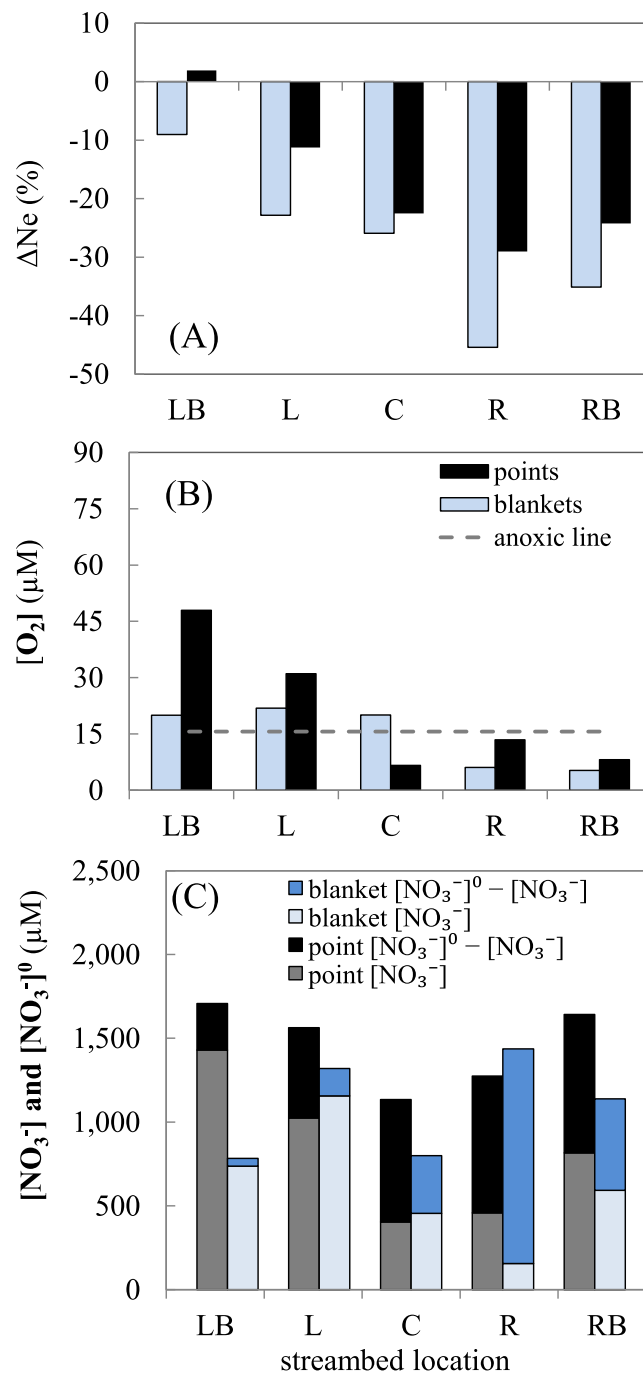 10
0
-10
-20
-30
-40
-50
ΔNe (%)
(A)
LB L C R RB
90
75
60
45
30
15
0
[O₂] (µM)
(B)
points
blankets
anoxic line
LB L C R RB
2,500
2,000
1,500
1,000
500
0
[NO₃⁻] and [NO₃⁻]⁰ (µM)
(C)
blanket [NO₃⁻]⁰ − [NO₃⁻]
blanket [NO₃⁻]
point [NO₃⁻]⁰ − [NO₃⁻]
point [NO₃⁻]
LB L C R RB
streambed location